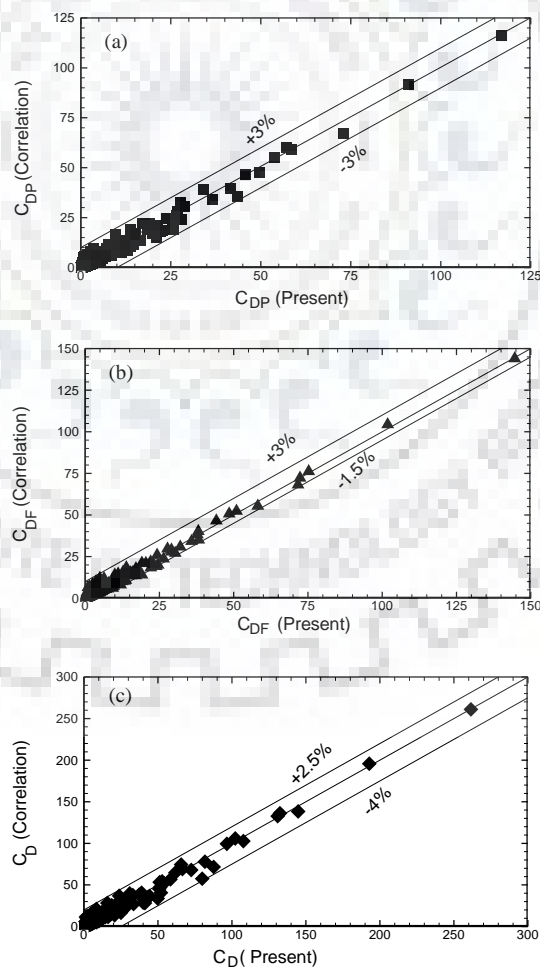 (a)
125
100
75
50
25
0
C_DP (Correlation)
+3%
-3%
25 50 75 100 125
C_DP (Present)
(b)
150
125
100
75
50
25
0
C_DF (Correlation)
+3%
-1.5%
0 25 50 75 100 125 150
C_DF (Present)
(c)
300
250
200
150
100
50
0
C_D (Correlation)
+2.5%
-4%
0 50 100 150 200 250 300
C_D (Present)